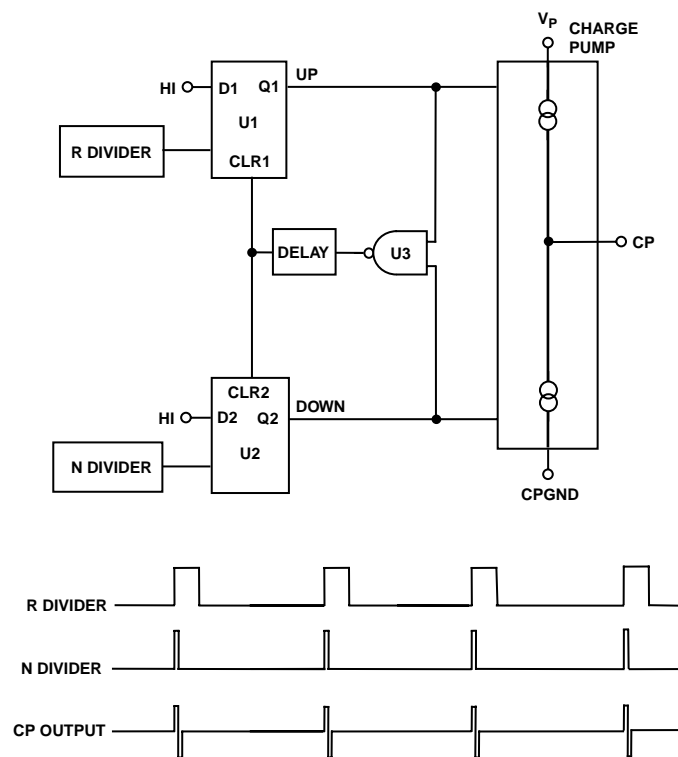 VP
CHARGE
PUMP
UP
HI
D1
Q1
U1
R DIVIDER
CLR1
DELAY
U3
CP
CLR2
HI
D2
Q2
DOWN
U2
N DIVIDER
CPGND
R DIVIDER
N DIVIDER
CP OUTPUT